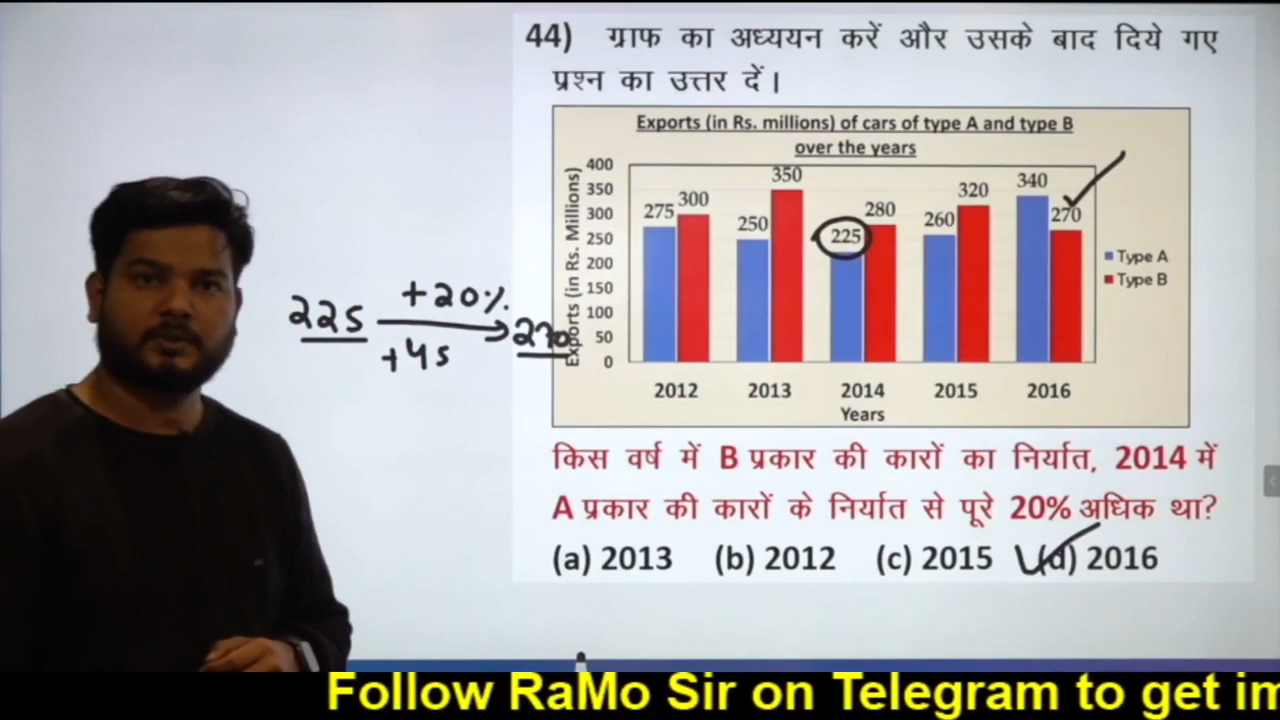 44) ग्राफ का अध्ययन करें और उसके बाद दिये गए
प्रश्न का उत्तर दें।
Exports (in Rs. millions) of cars of type A and type B
over the years
Exports (in Rs. Millions)
400
350
300
250
200
150
100
50
0
275 300
250 350
225 280
260 320
340 270
2012 2013 2014 2015 2016
Years
Type A
Type B
225 +20% 270
+45
किस वर्ष में B प्रकार की कारों का निर्यात, 2014 में
A प्रकार की कारों के निर्यात से पूरे 20% अधिक था?
(a) 2013 (b) 2012 (c) 2015 (d) 2016
Follow RaMo Sir on Telegram to get im